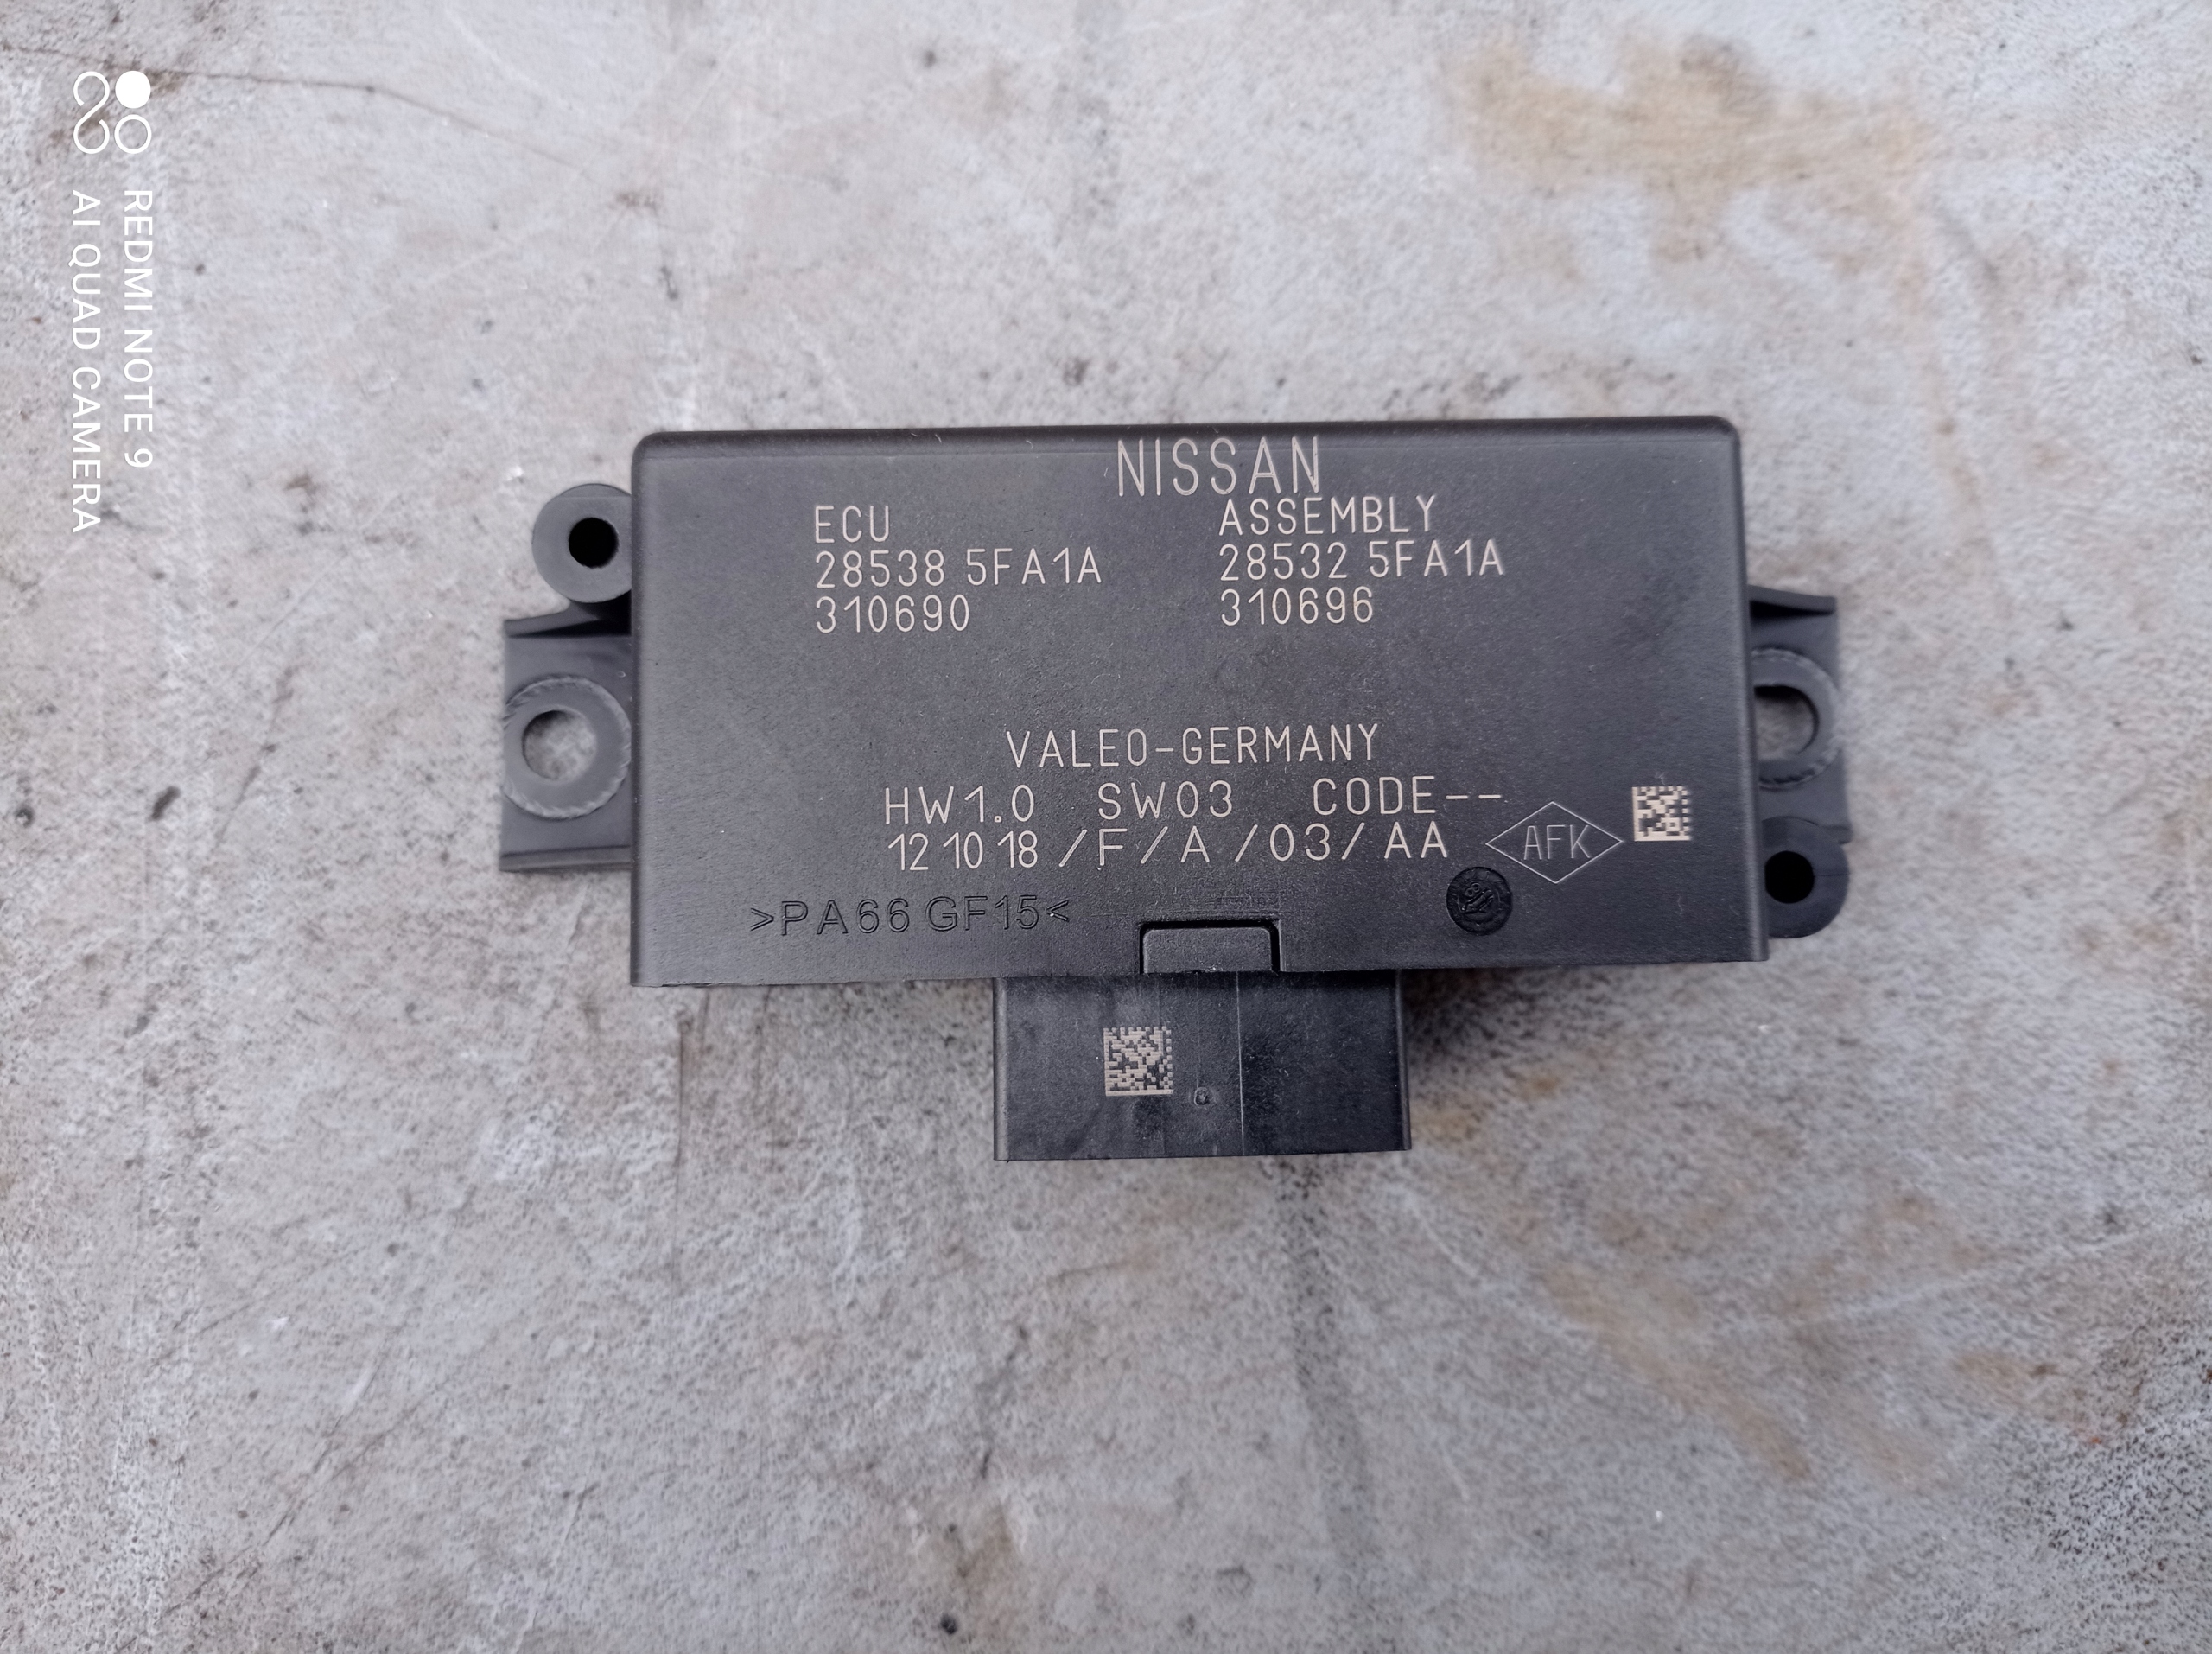 REDMI NOTE 9
AI QUAD CAMERA
NISSAN
ECU
28538 5FA1A
310690
ASSEMBLY
28532 5FA1A
310696
VALEO-GERMANY
HW1.0 SW03 CODE--
12 10 18 /F/A /03/AA
AFK
>PA66 GF15<